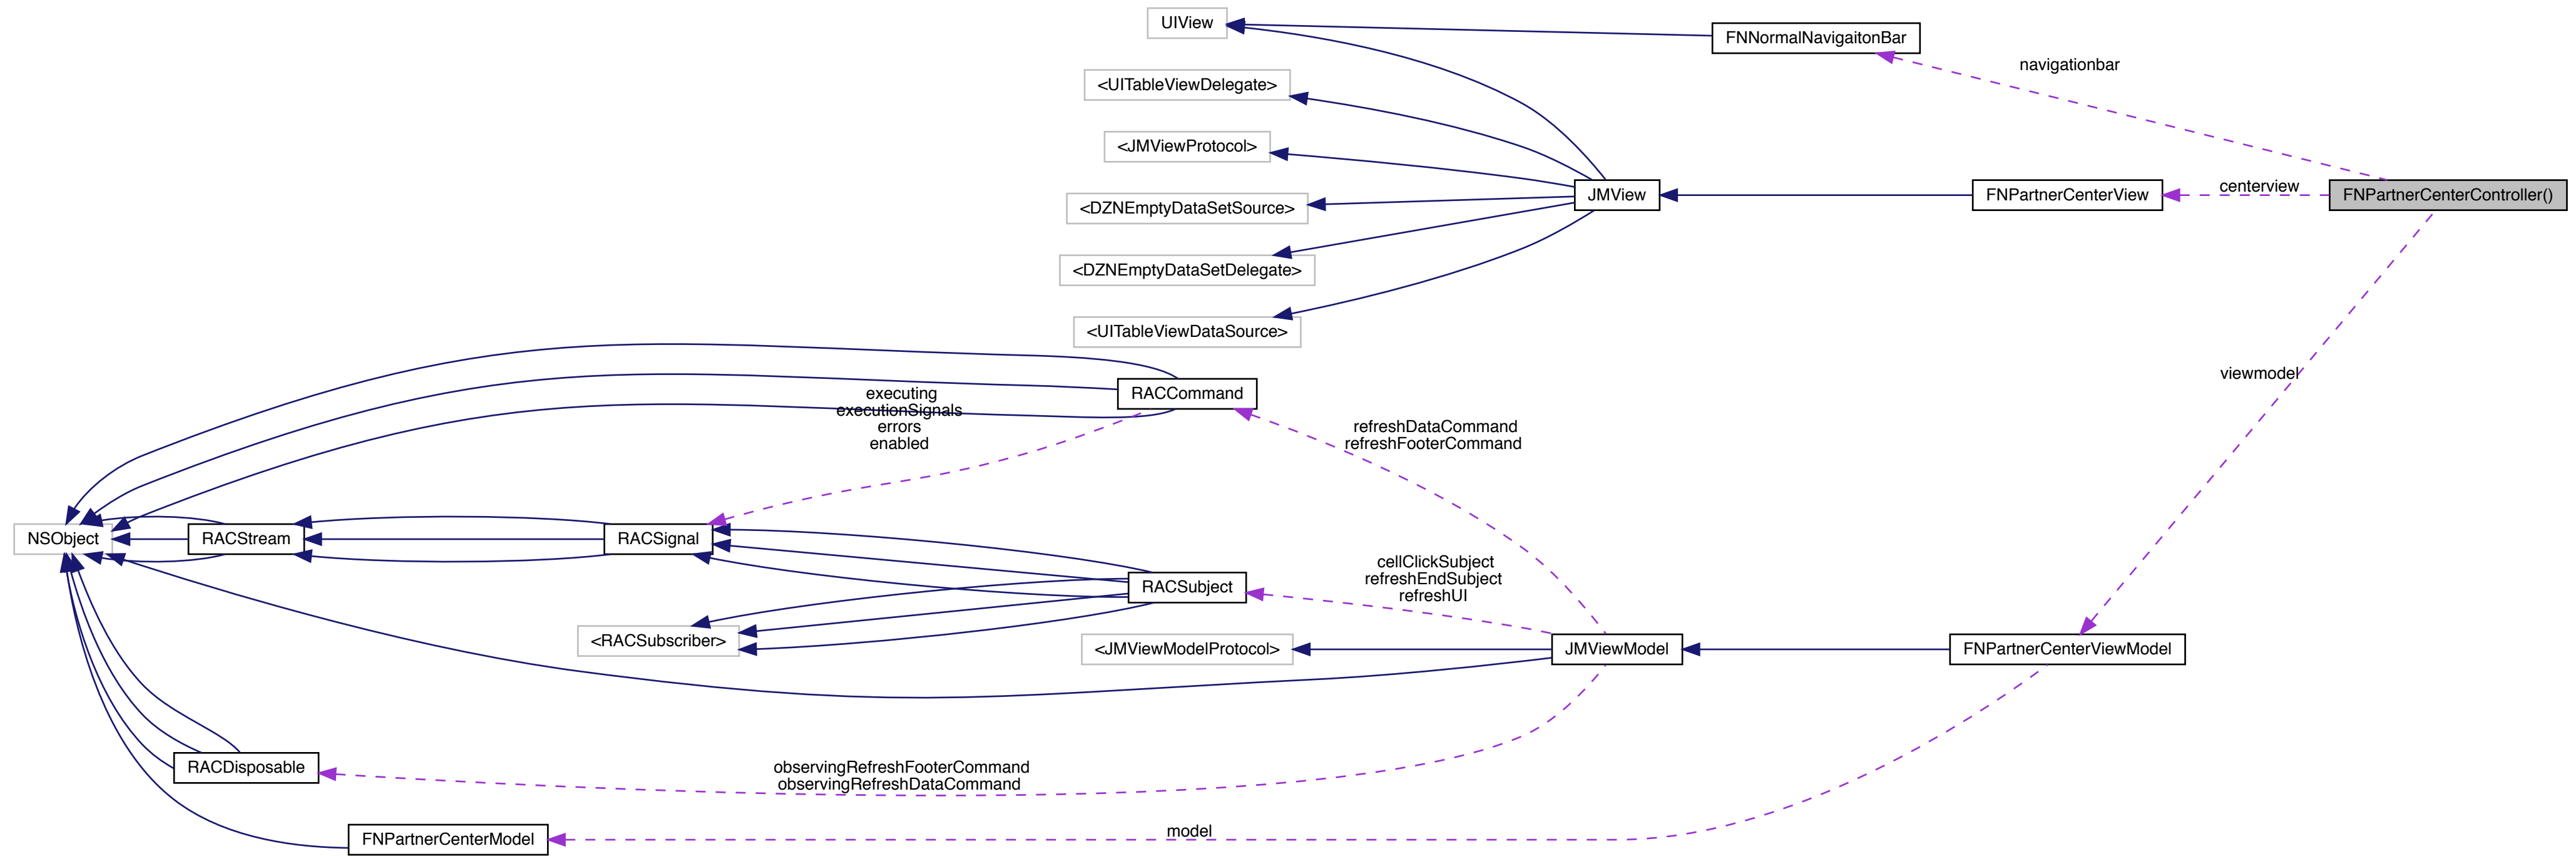 UIView
FNNormalNavigaitonBar
navigationbar
<UITableViewDelegate>
<JMViewProtocol>
<DZNEmptyDataSetSource>
JMView
FNPartnerCenterView
centerview
FNPartnerCenterController()
<DZNEmptyDataSetDelegate>
<UITableViewDataSource>
viewmodel
RACCommand
executing
executionSignals
errors
enabled
refreshDataCommand
refreshFooterCommand
NSObject
RACStream
RACSignal
RACSubject
cellClickSubject
refreshEndSubject
refreshUI
<RACSubscriber>
<JMViewModelProtocol>
JMViewModel
FNPartnerCenterViewModel
RACDisposable
observingRefreshFooterCommand
observingRefreshDataCommand
FNPartnerCenterModel
model